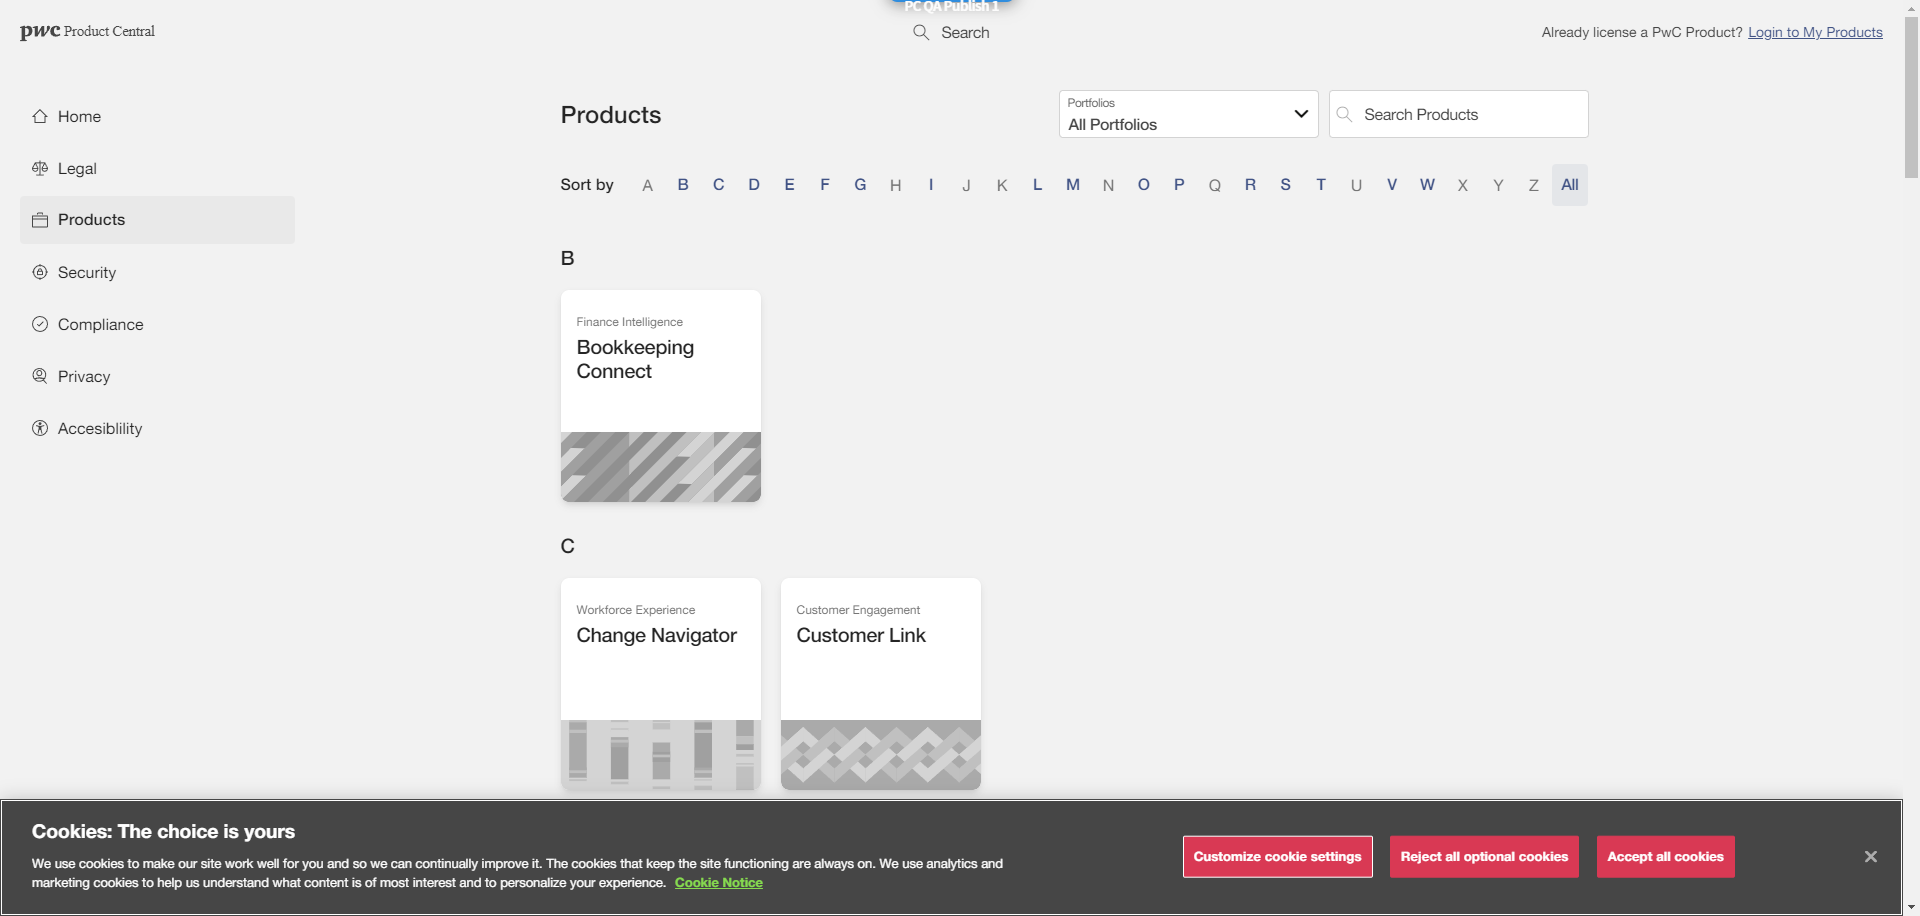 PC QA Publish 1
pwc Product Central
Search
Already license a PwC Product? Login to My Products
Home
Legal
Products
Security
Compliance
Privacy
Accesiblility
Products
Portfolios
All Portfolios
Search Products
Sort by A B C D E F G H I J K L M N O P Q R S T U V W X Y Z All
B
Finance Intelligence
Bookkeeping
Connect
C
Workforce Experience
Change Navigator
Customer Engagement
Customer Link
Cookies: The choice is yours
We use cookies to make our site work well for you and so we can continually improve it. The cookies that keep the site functioning are always on. We use analytics and
marketing cookies to help us understand what content is of most interest and to personalize your experience. Cookie Notice
Customize cookie settings
Reject all optional cookies
Accept all cookies